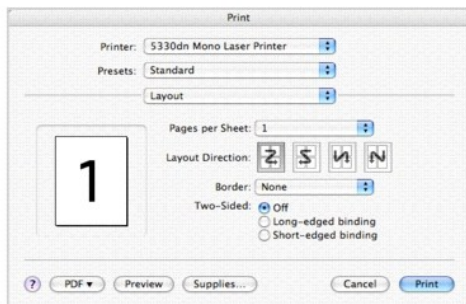 Print
Printer: 5330dn Mono Laser Printer
Presets: Standard
Layout
Pages per Sheet: 1
Layout Direction:
Border: None
Two-Sided: Off
Long-edged binding
Short-edged binding
1
? PDF▼ Preview Supplies... Cancel Print